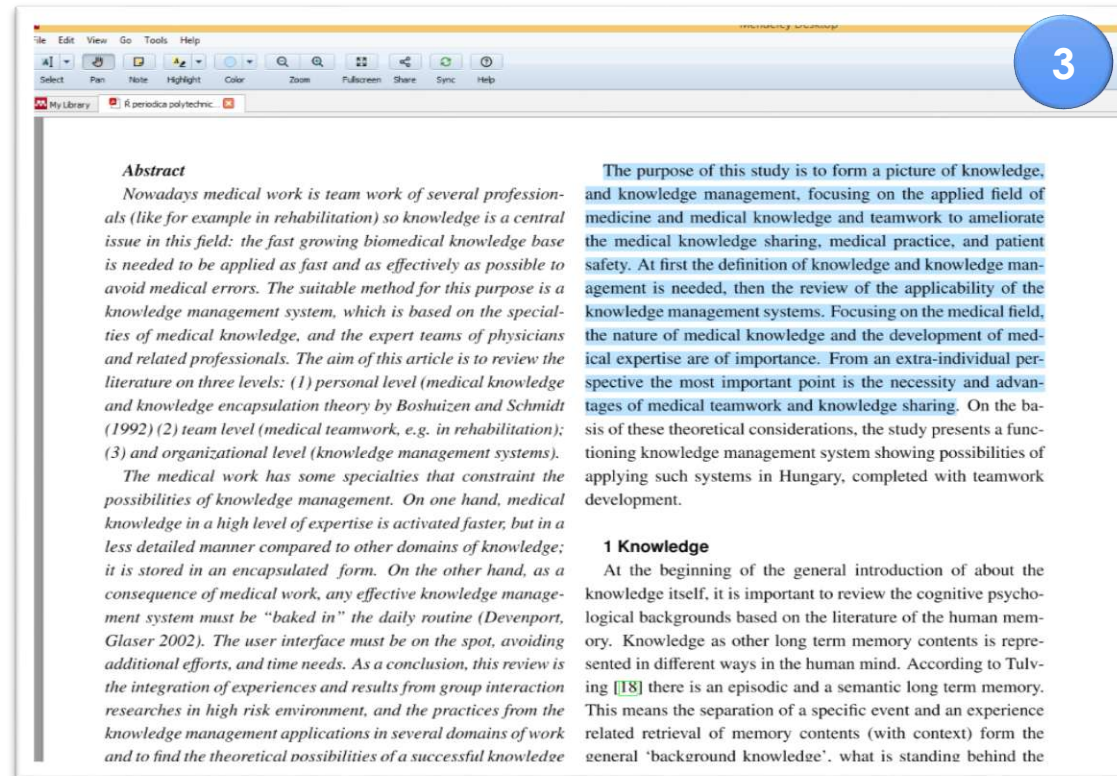 Mendeley Desktop
File Edit View Go Tools Help
3
Select Pan Note Highlight Color Zoom Fullscreen Share Sync Help
My Library Ŕ periodica polytechnic...
Abstract
Nowadays medical work is team work of several profession-
als (like for example in rehabilitation) so knowledge is a central
issue in this field: the fast growing biomedical knowledge base
is needed to be applied as fast and as effectively as possible to
avoid medical errors. The suitable method for this purpose is a
knowledge management system, which is based on the special-
ties of medical knowledge, and the expert teams of physicians
and related professionals. The aim of this article is to review the
literature on three levels: (1) personal level (medical knowledge
and knowledge encapsulation theory by Boshuizen and Schmidt
(1992) (2) team level (medical teamwork, e.g. in rehabilitation);
(3) and organizational level (knowledge management systems).
The medical work has some specialties that constraint the
possibilities of knowledge management. On one hand, medical
knowledge in a high level of expertise is activated faster, but in a
less detailed manner compared to other domains of knowledge;
it is stored in an encapsulated form. On the other hand, as a
consequence of medical work, any effective knowledge manage-
ment system must be “baked in” the daily routine (Devenport,
Glaser 2002). The user interface must be on the spot, avoiding
additional efforts, and time needs. As a conclusion, this review is
the integration of experiences and results from group interaction
researches in high risk environment, and the practices from the
knowledge management applications in several domains of work
and to find the theoretical possibilities of a successful knowledge
The purpose of this study is to form a picture of knowledge,
and knowledge management, focusing on the applied field of
medicine and medical knowledge and teamwork to ameliorate
the medical knowledge sharing, medical practice, and patient
safety. At first the definition of knowledge and knowledge man-
agement is needed, then the review of the applicability of the
knowledge management systems. Focusing on the medical field,
the nature of medical knowledge and the development of med-
ical expertise are of importance. From an extra-individual per-
spective the most important point is the necessity and advan-
tages of medical teamwork and knowledge sharing. On the ba-
sis of these theoretical considerations, the study presents a func-
tioning knowledge management system showing possibilities of
applying such systems in Hungary, completed with teamwork
development.
1 Knowledge
At the beginning of the general introduction of about the
knowledge itself, it is important to review the cognitive psycho-
logical backgrounds based on the literature of the human mem-
ory. Knowledge as other long term memory contents is repre-
sented in different ways in the human mind. According to Tulv-
ing [18] there is an episodic and a semantic long term memory.
This means the separation of a specific event and an experience
related retrieval of memory contents (with context) form the
general ‘background knowledge’, what is standing behind the